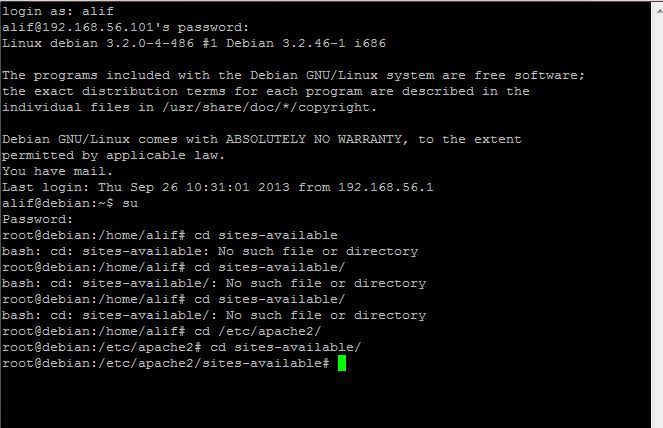 login as: alif
alif@192.168.56.101's password:
Linux debian 3.2.0-4-486 #1 Debian 3.2.46-1 i686
The programs included with the Debian GNU/Linux system are free software;
the exact distribution terms for each program are described in the
individual files in /usr/share/doc/*/copyright.
Debian GNU/Linux comes with ABSOLUTELY NO WARRANTY, to the extent
permitted by applicable law.
You have mail.
Last login: Thu Sep 26 10:31:01 2013 from 192.168.56.1
alif@debian:~$ su
Password:
root@debian:/home/alif# cd sites-available
bash: cd: sites-available: No such file or directory
root@debian:/home/alif# cd sites-available/
bash: cd: sites-available/: No such file or directory
root@debian:/home/alif# cd sites-available/
bash: cd: sites-available/: No such file or directory
root@debian:/home/alif# cd /etc/apache2/
root@debian:/etc/apache2# cd sites-available/
root@debian:/etc/apache2/sites-available#